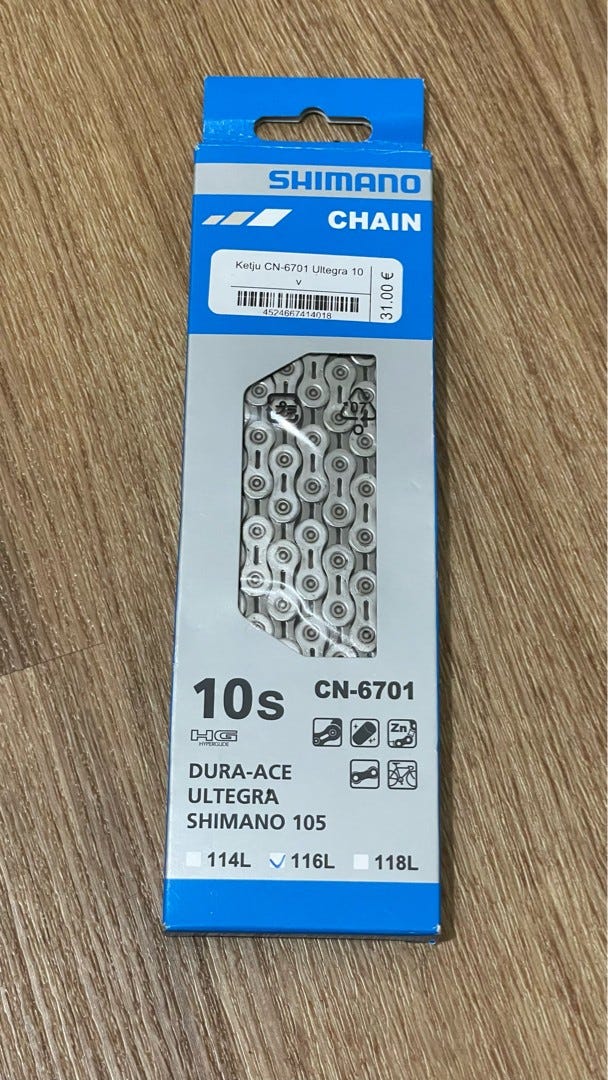 SHIMANO
CHAIN
Ketju CN-6701 Ultegra 10
v
4524667414018
31.00 €
10s
CN-6701
HG
HYPERGLIDE
Zn
DURA-ACE
ULTEGRA
SHIMANO 105
114L 116L 118L